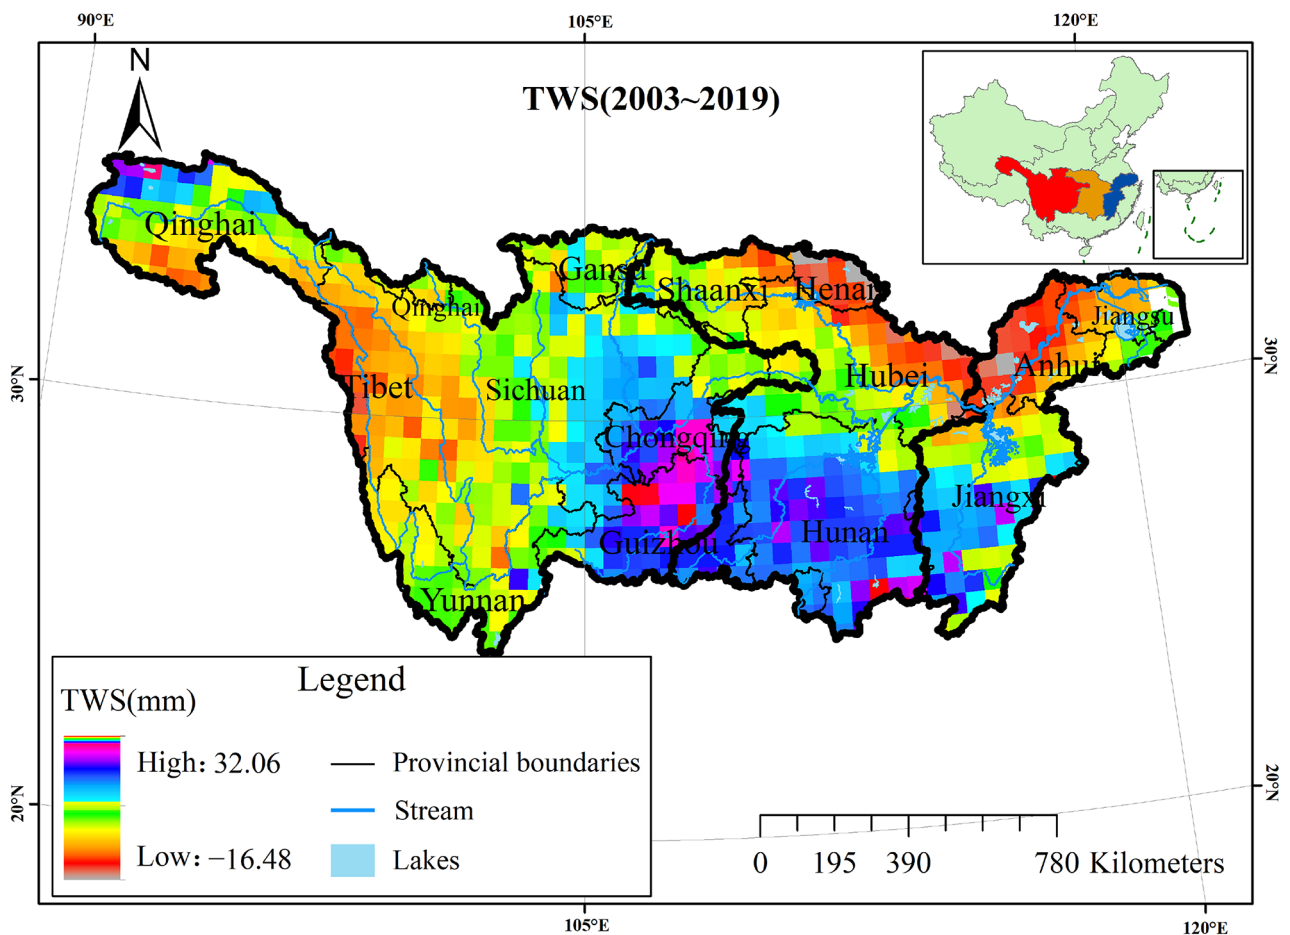 90°E
105°E
120°E
N
TWS(2003~2019)
Qinghai
Gansu
Shaanxi
Henan
Qinghai
Jiangsu
30°N
30°N
Tibet
Sichuan
Hubei
Anhui
Chongqing
Jiangxi
Guizhou
Hunan
Yunnan
Legend
TWS(mm)
High: 32.06
Low: −16.48
Provincial boundaries
Stream
Lakes
20°N
20°N
0 195 390 780 Kilometers
105°E
120°E